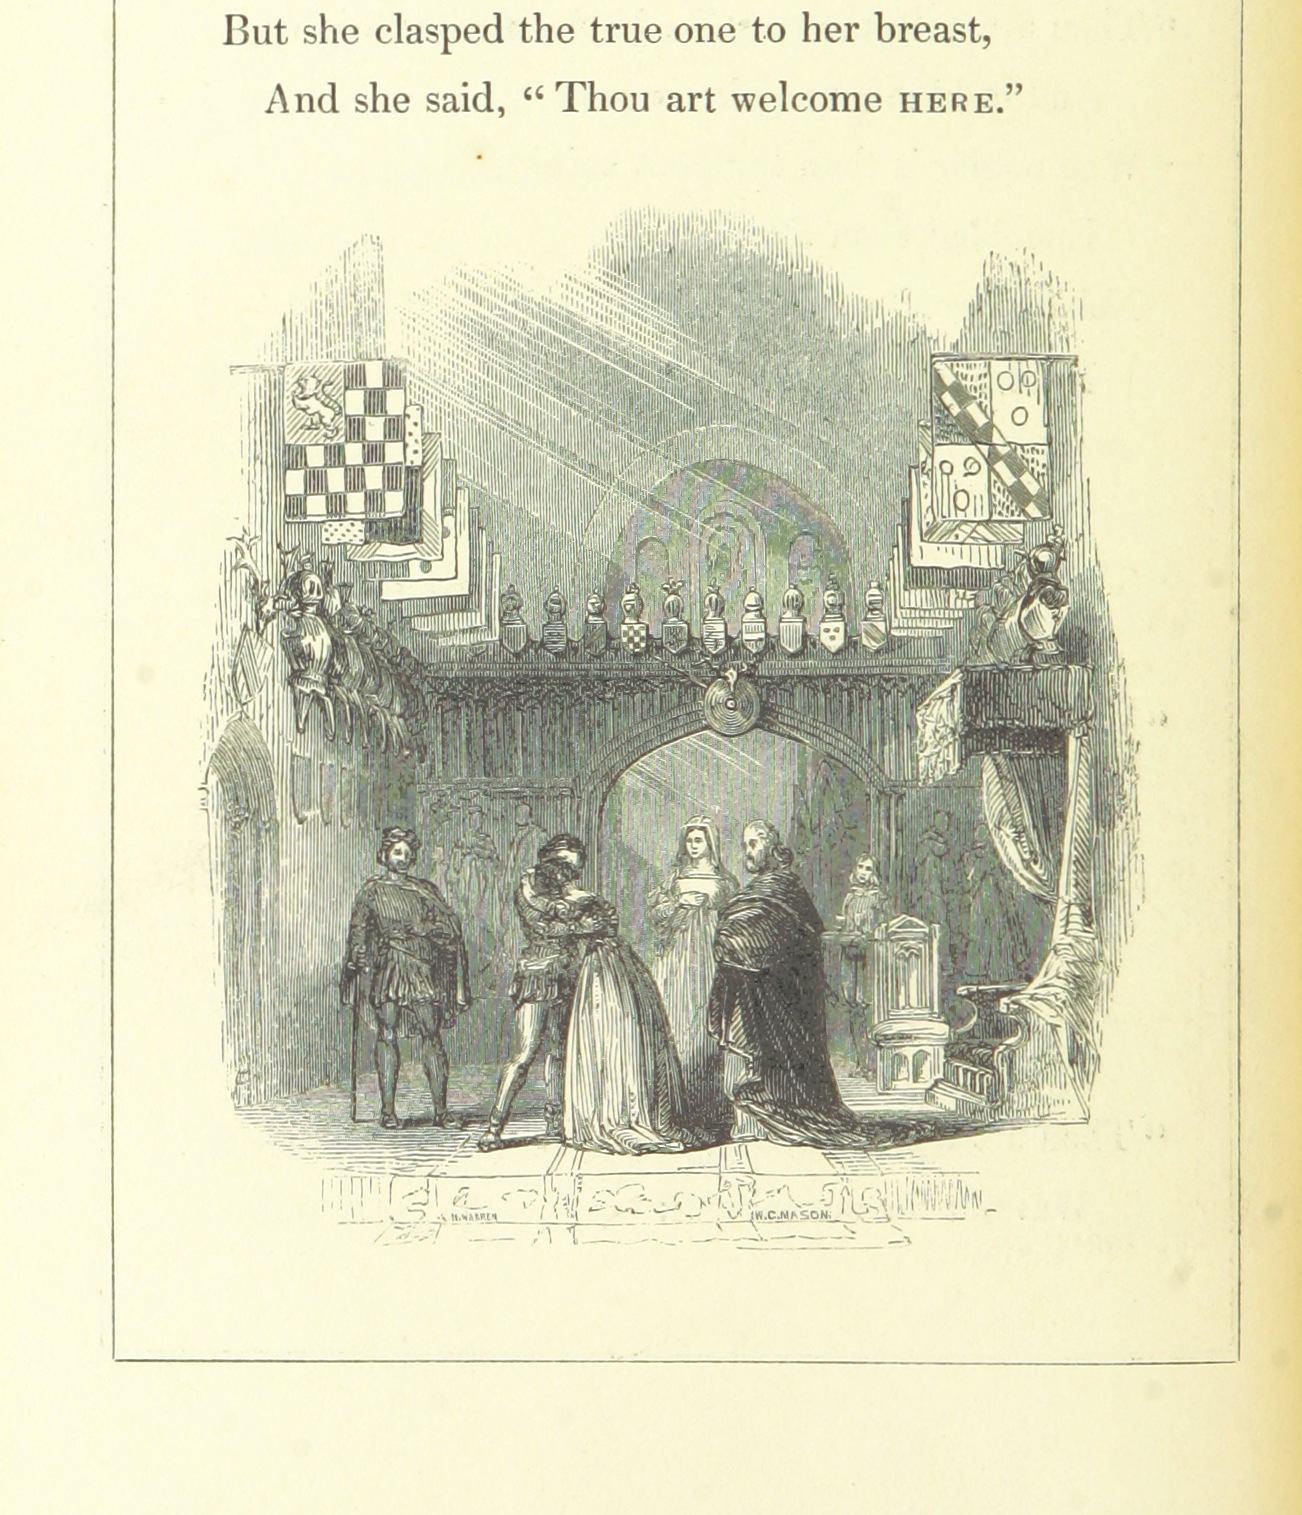 But she clasped the true one to her breast,
And she said, “Thou art welcome HERE.”
H. WARREN
W. C. MASON.